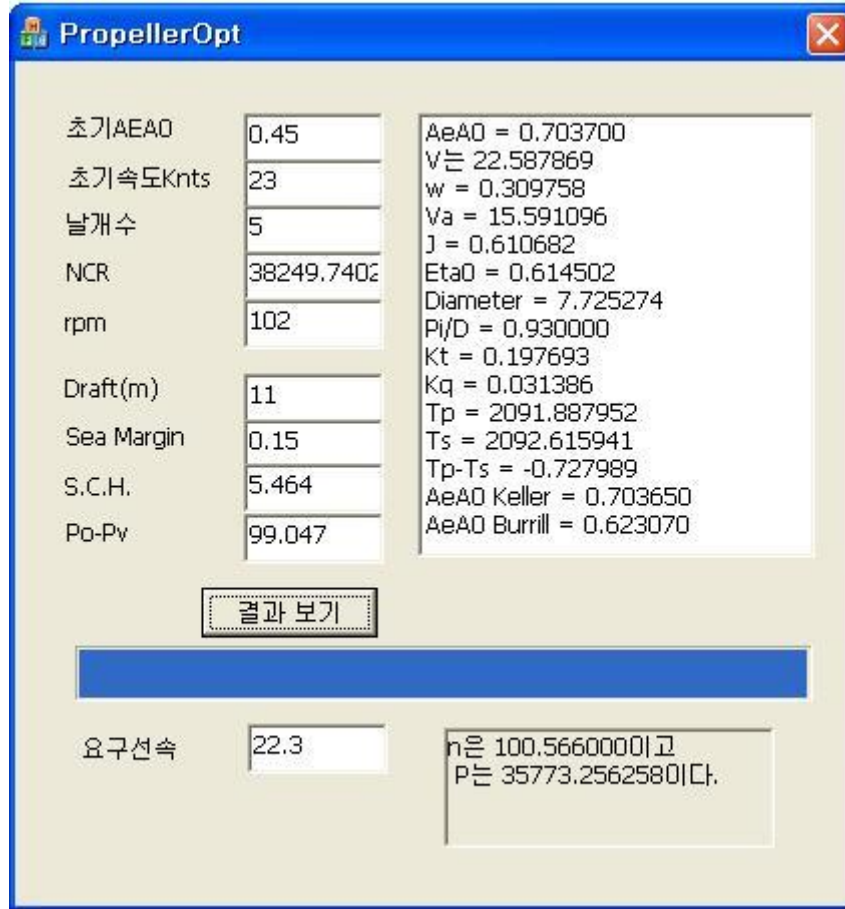 PropellerOpt
초기AEA0 0.45
초기속도Knts 23
날개수 5
NCR 38249.7402
rpm 102
Draft(m) 11
Sea Margin 0.15
S.C.H. 5.464
Po-Pv 99.047
AeA0 = 0.703700
V는 22.587869
w = 0.309758
Va = 15.591096
J = 0.610682
Eta0 = 0.614502
Diameter = 7.725274
Pi/D = 0.930000
Kt = 0.197693
Kq = 0.031386
Tp = 2091.887952
Ts = 2092.615941
Tp-Ts = -0.727989
AeA0 Keller = 0.703650
AeA0 Burrill = 0.623070
결과 보기
요구선속 22.3
n은 100.566000이고
P는 35773.256258이다.